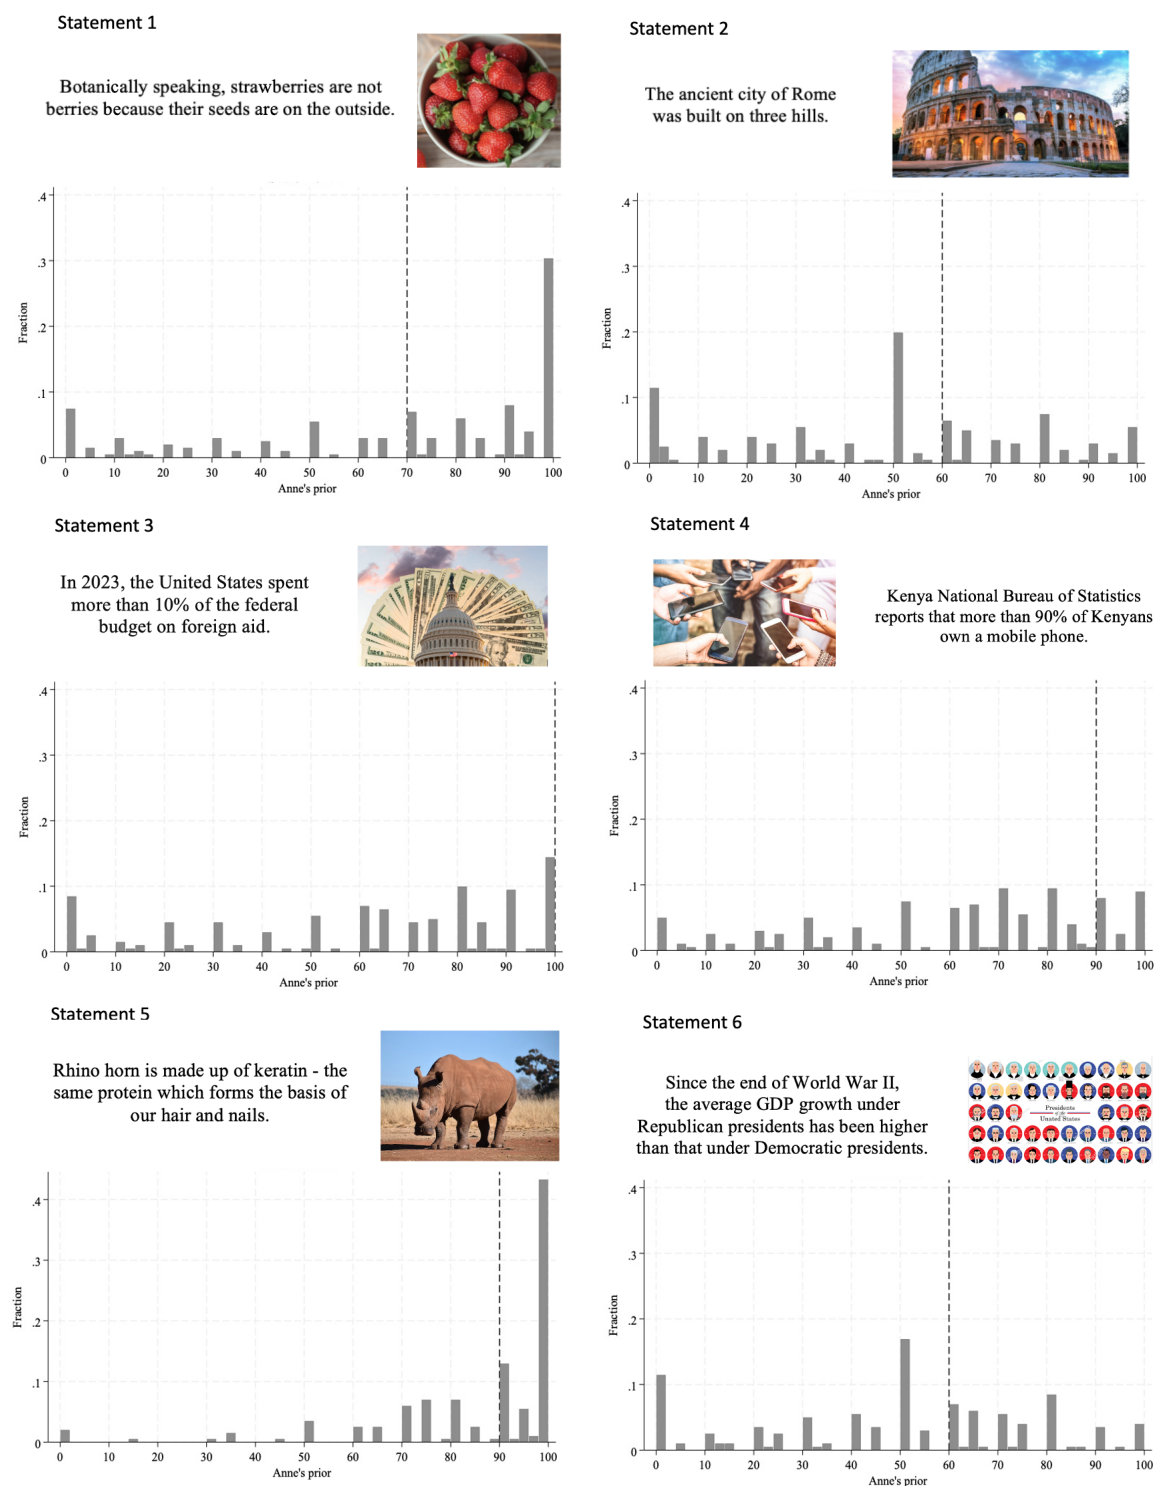 Statement 1
Botanically speaking, strawberries are not
berries because their seeds are on the outside.
.4
.3
.2
.1
0
Fraction
0 10 20 30 40 50 60 70 80 90 100
Anne's prior
Statement 2
The ancient city of Rome
was built on three hills.
.4
.3
.2
.1
0
Fraction
0 10 20 30 40 50 60 70 80 90 100
Anne's prior
Statement 3
In 2023, the United States spent
more than 10% of the federal
budget on foreign aid.
.4
.3
.2
.1
0
Fraction
0 10 20 30 40 50 60 70 80 90 100
Anne's prior
Statement 4
Kenya National Bureau of Statistics
reports that more than 90% of Kenyans
own a mobile phone.
.4
.3
.2
.1
0
Fraction
0 10 20 30 40 50 60 70 80 90 100
Anne's prior
Statement 5
Rhino horn is made up of keratin - the
same protein which forms the basis of
our hair and nails.
.4
.3
.2
.1
0
Fraction
0 10 20 30 40 50 60 70 80 90 100
Anne's prior
Statement 6
Since the end of World War II,
the average GDP growth under
Republican presidents has been higher
than that under Democratic presidents.
Presidents
of the
United States
.4
.3
.2
.1
0
Fraction
0 10 20 30 40 50 60 70 80 90 100
Anne's prior